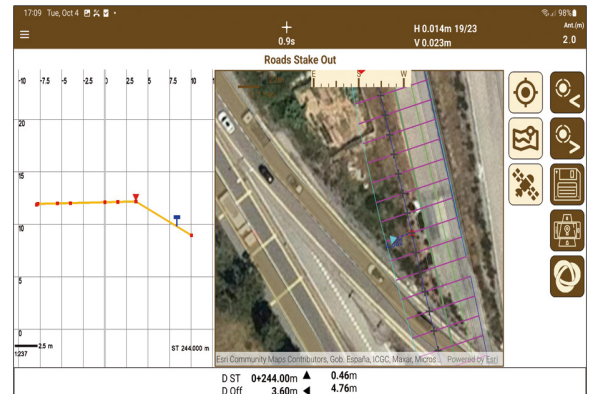 17:09 Tue, Oct 4
98%
0.9s
H 0.014m 19/23
V 0.023m
Ant.(m)
2.0
Roads Stake Out
-10 -7.5 -5 -2.5 0 2.5 5 7.5 10
E S W
20
15
10
5
0
2.5 m
1:237
ST 244.000 m
Esri Community Maps Contributors, Gob. España, ICGC, Maxar, Micros... Powered by Esri
D ST 0+244.00m ▲ 0.46m
D Off 3.60m ◀ 4.76m